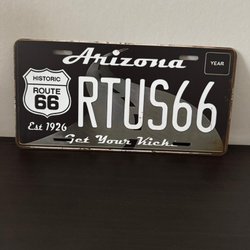 Arizona
YEAR
HISTORIC
ROUTE
66
RTUS66
Est 1926
Get Your Kick